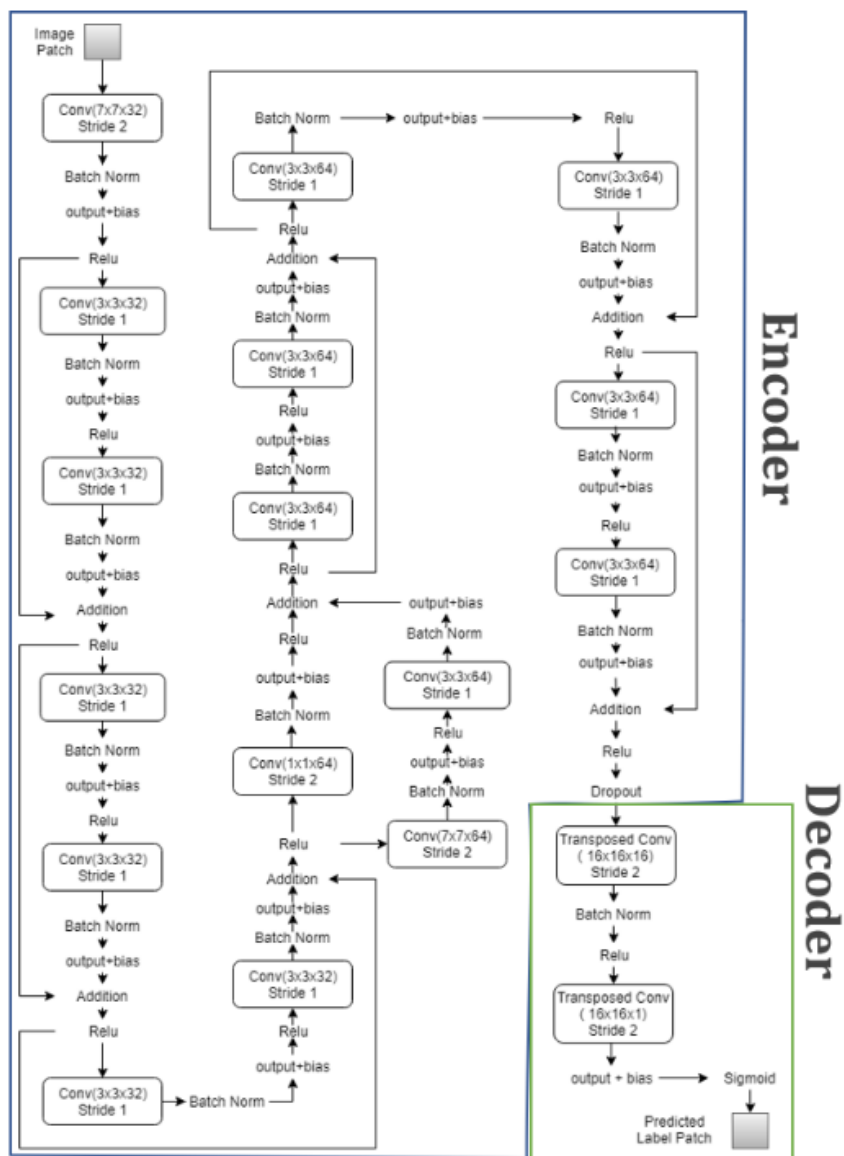 Image
Patch
Conv(7x7x32)
Stride 2
Batch Norm
output+bias
Relu
Conv(3x3x32)
Stride 1
Batch Norm
output+bias
Relu
Conv(3x3x32)
Stride 1
Batch Norm
output+bias
Addition
Relu
Conv(3x3x32)
Stride 1
Batch Norm
output+bias
Relu
Conv(3x3x32)
Stride 1
Batch Norm
output+bias
Addition
Relu
Conv(3x3x32)
Stride 1
Batch Norm
output+bias
Relu
Conv(3x3x32)
Stride 1
Batch Norm
output+bias
Addition
Relu
Conv(1x1x64)
Stride 2
Batch Norm
output+bias
Relu
Addition
Conv(7x7x64)
Stride 2
Batch Norm
output+bias
Relu
Conv(3x3x64)
Stride 1
Batch Norm
output+bias
Relu
Conv(3x3x64)
Stride 1
Batch Norm
output+bias
Relu
Conv(3x3x64)
Stride 1
Batch Norm
output+bias
Addition
Relu
Conv(3x3x64)
Stride 1
Batch Norm
output+bias
Relu
Conv(3x3x64)
Stride 1
Batch Norm
output+bias
Addition
Relu
Conv(3x3x64)
Stride 1
Batch Norm
output+bias
Relu
Conv(3x3x64)
Stride 1
Batch Norm
output+bias
Addition
Relu
Dropout
Encoder
Transposed Conv
( 16x16x16)
Stride 2
Batch Norm
Relu
Transposed Conv
( 16x16x1)
Stride 2
output + bias
Sigmoid
Predicted
Label Patch
Decoder